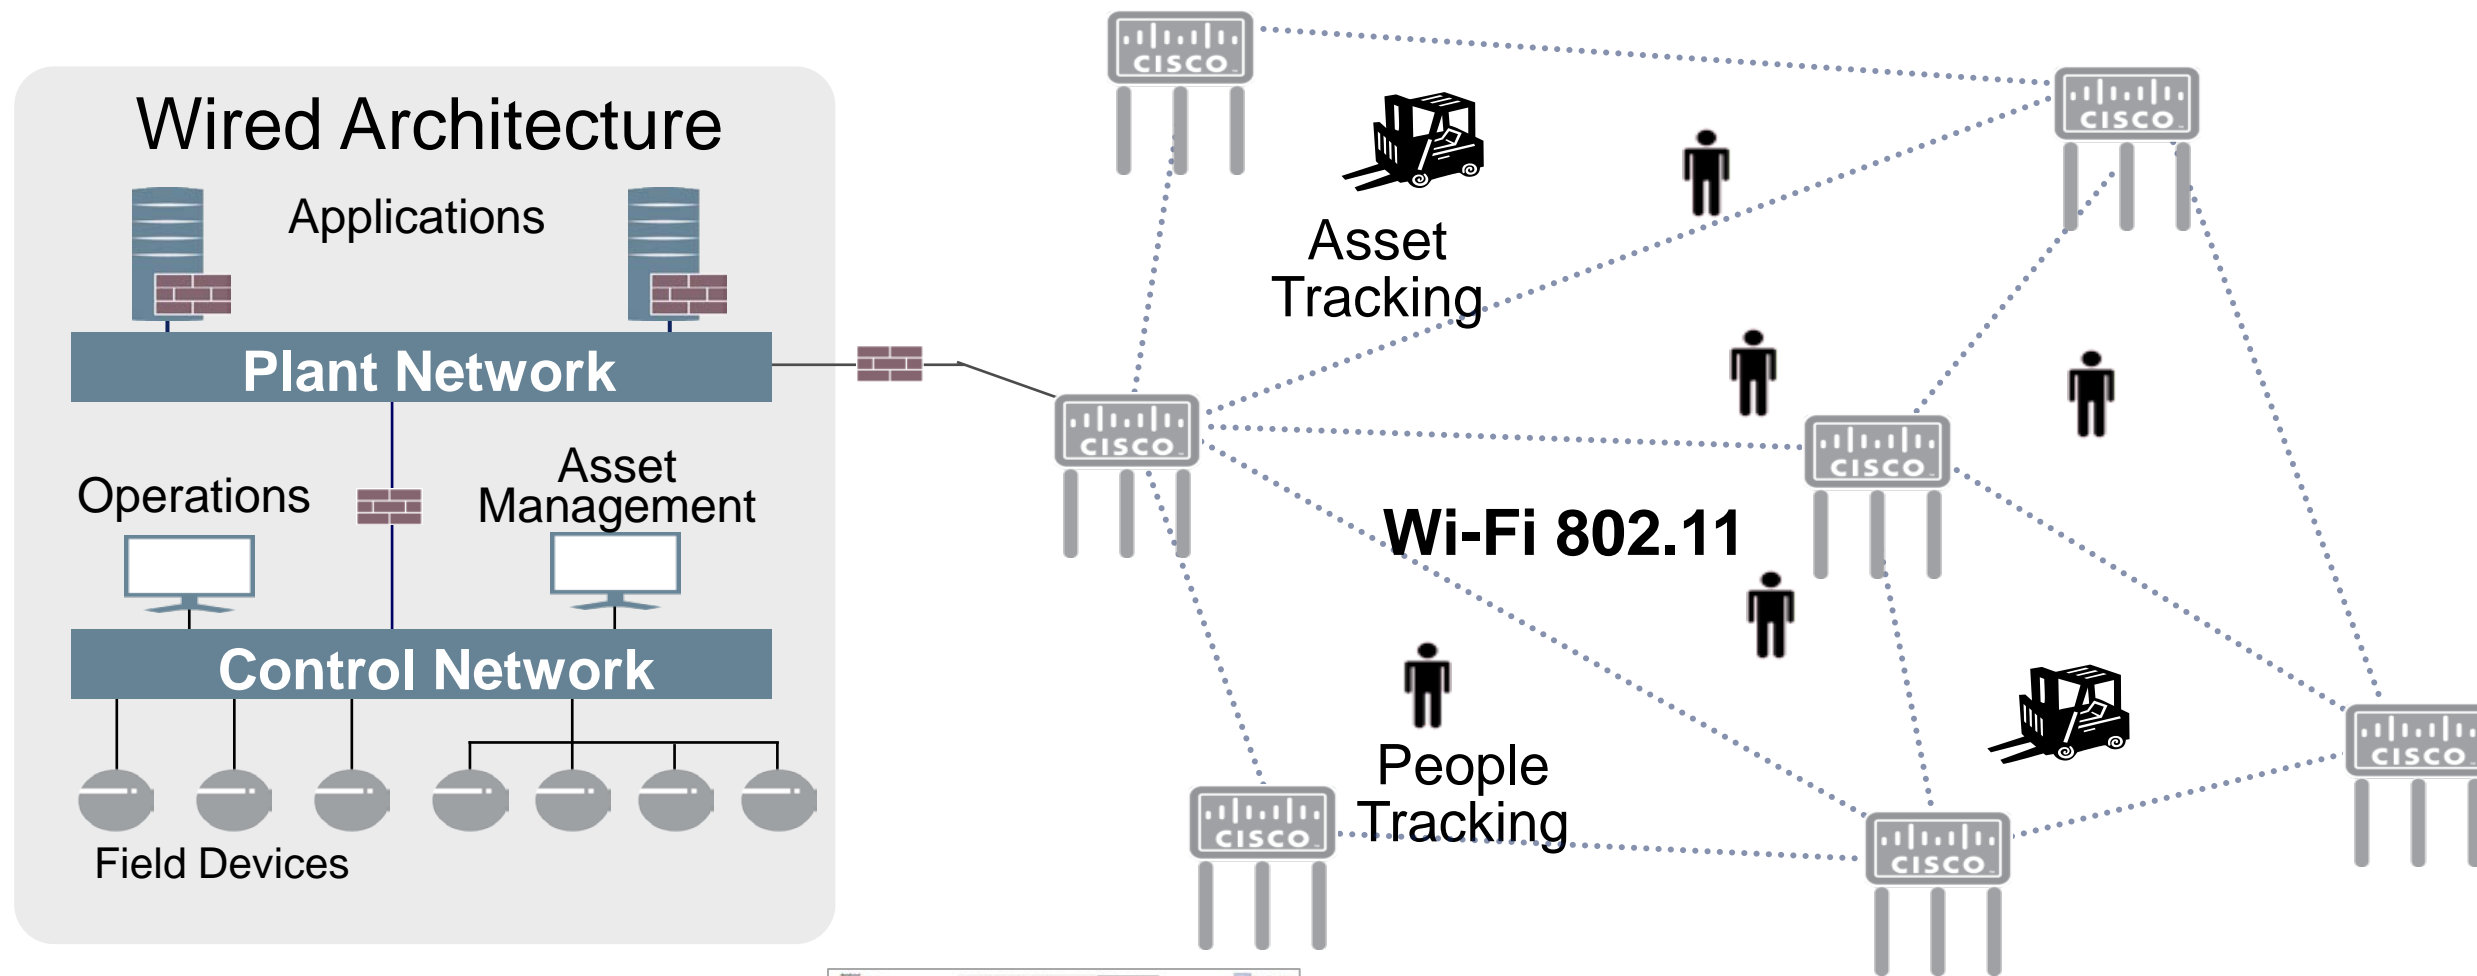 Wired Architecture
Applications
Plant Network
Operations
Asset
Management
Control Network
Field Devices
CISCO
CISCO
Asset
Tracking
CISCO
CISCO
Wi-Fi 802.11
People
Tracking
CISCO
CISCO
CISCO